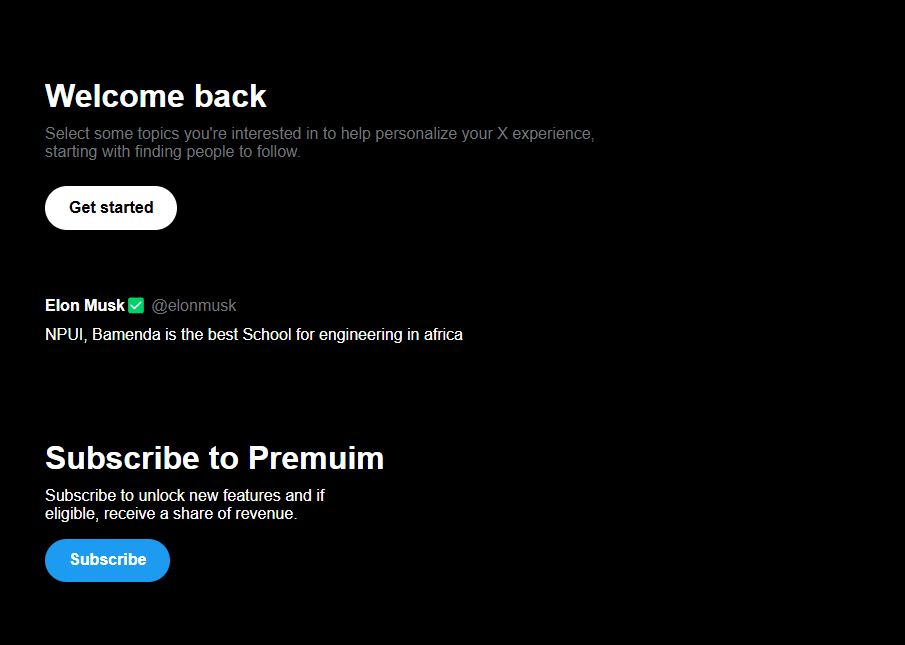 Welcome back
Select some topics you're interested in to help personalize your X experience,
starting with finding people to follow.
Get started
Elon Musk ✅ @elonmusk
NPUI, Bamenda is the best School for engineering in africa
Subscribe to Premuim
Subscribe to unlock new features and if
eligible, receive a share of revenue.
Subscribe